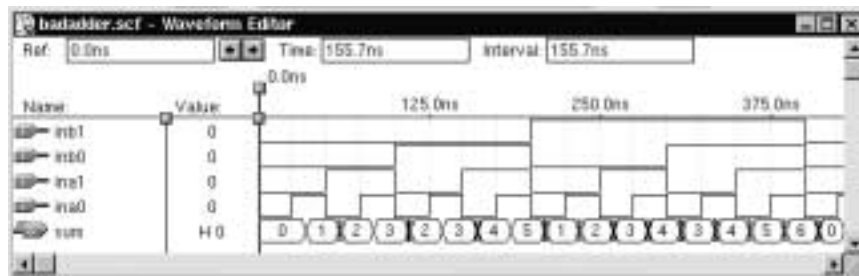 badadder.scf - Waveform Editor
Ref: 0.0ns Time: 155.7ns Interval: 155.7ns
0.0ns
Name: Value: 125.0ns 250.0ns 375.0ns
inb1 0
inb0 0
ina1 0
ina0 0
sum H 0 0 1 2 3 2 3 4 5 1 2 3 4 3 4 5 6 0